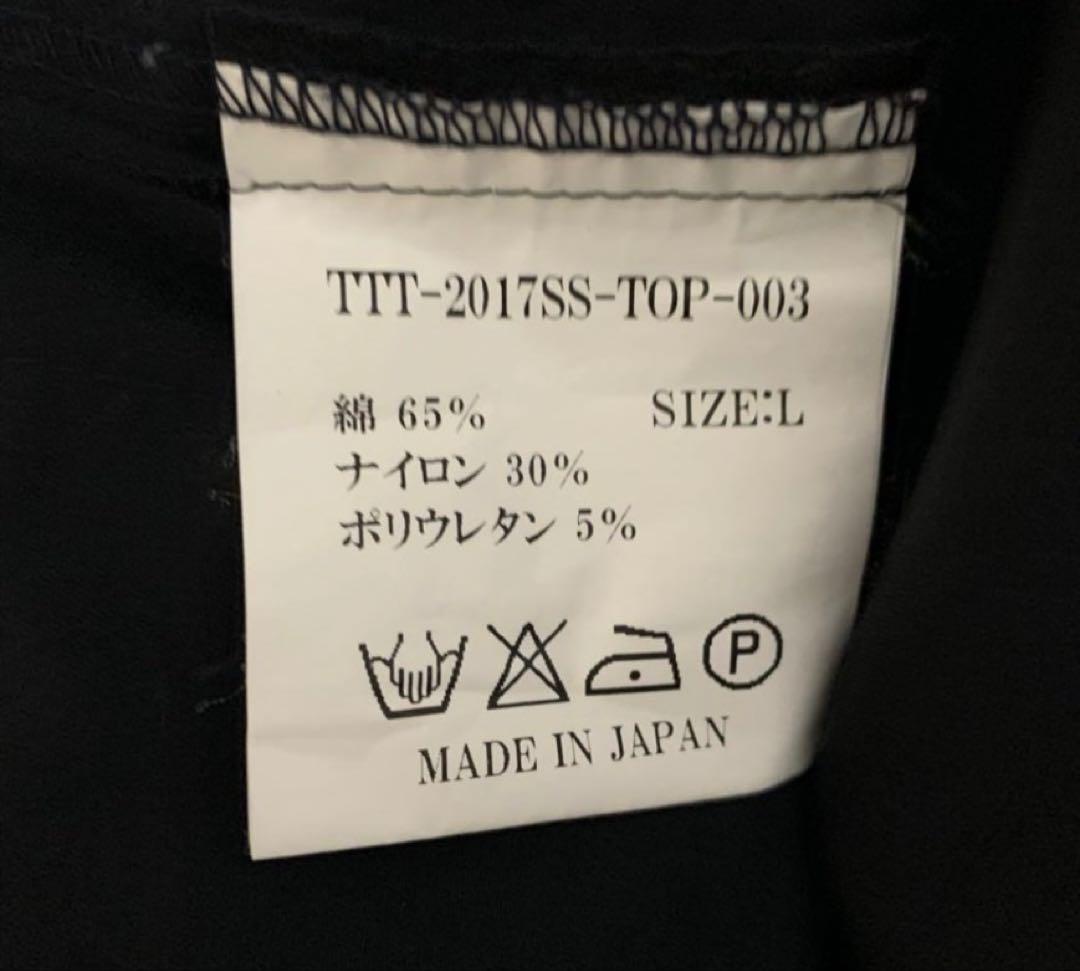 TTT-2017SS-TOP-003
綿 65% SIZE:L
ナイロン 30%
ポリウレタン 5%
P
MADE IN JAPAN